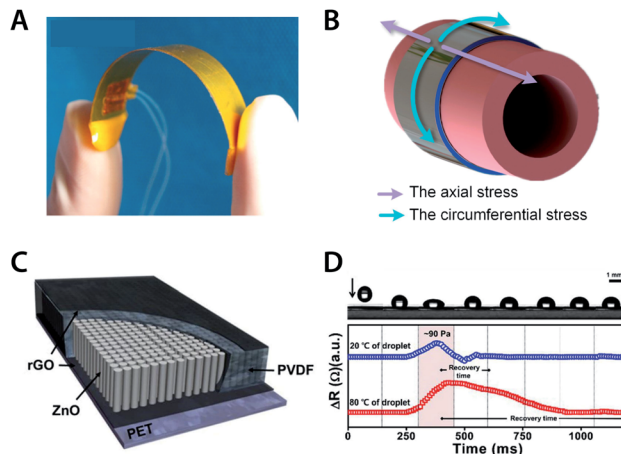 A
B
The axial stress
The circumferential stress
C
rGO
ZnO
PVDF
PET
D
1 mm
~90 Pa
20 °C of droplet
Recovery
time
80 °C of droplet
Recovery time
ΔR (Ω)(a.u.)
0 250 500 750 1000
Time (ms)